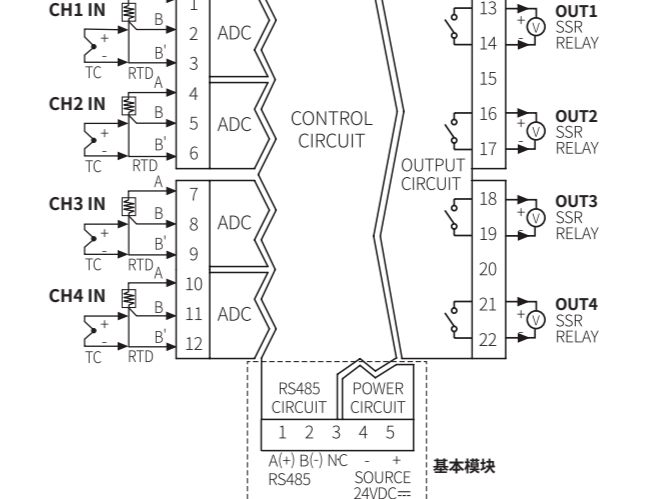 CH1 IN
B
B'
+
-
TC
RTD
1
2
3
ADC
A
CH2 IN
B
B'
+
-
TC
RTD
4
5
6
ADC
A
CH3 IN
B
B'
+
-
TC
RTD
7
8
9
ADC
A
CH4 IN
B
B'
+
-
TC
RTD
10
11
12
ADC
CONTROL
CIRCUIT
OUTPUT
CIRCUIT
13
14
15
16
17
18
19
20
21
22
+
-
V
OUT1
SSR
RELAY
+
-
V
OUT2
SSR
RELAY
+
-
V
OUT3
SSR
RELAY
+
-
V
OUT4
SSR
RELAY
RS485
CIRCUIT
POWER
CIRCUIT
1 2 3 4 5
A(+) B(-) N·C - +
RS485
SOURCE
24VDC⎓
基本模块